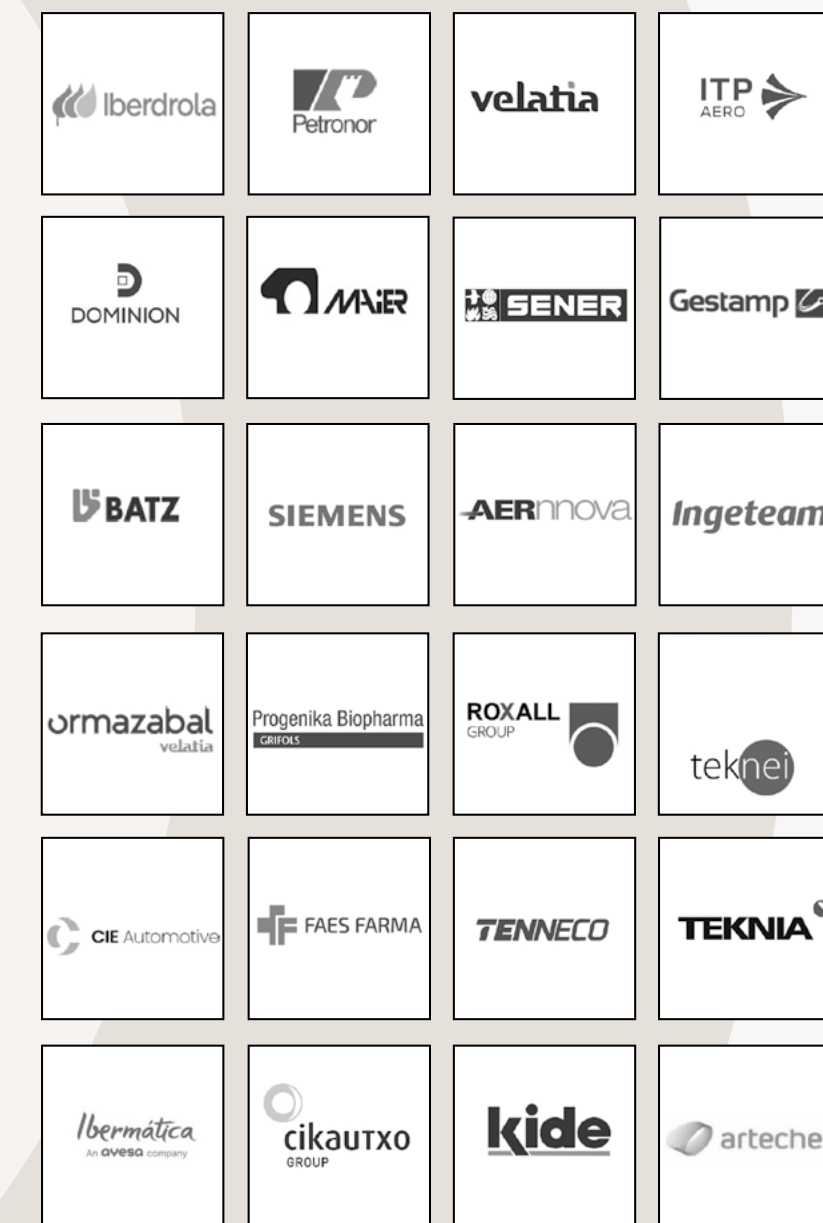 Iberdrola
Petronor
velatia
ITP
AERO
DOMINION
MAiER
SENER
Gestamp
BATZ
SIEMENS
AERnnova
Ingeteam
ormazabal
velatia
Progenika Biopharma
GRIFOLS
ROXALL
GROUP
teknei
CIE Automotive
FAES FARMA
TENNECO
TEKNIA
Ibermática
An ayesa company
cikautxo
GROUP
kide
arteche